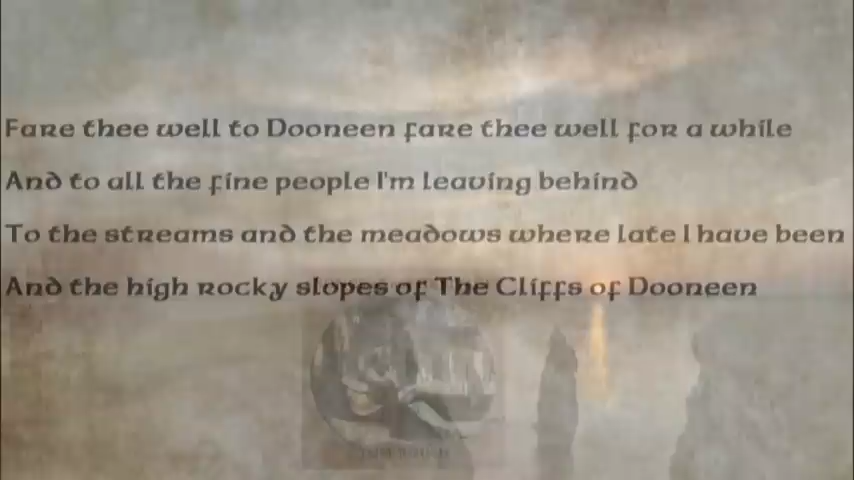 Fare thee well to Dooneen fare thee well for a while
And to all the fine people I'm leaving behind
To the streams and the meadows where late I have been
And the high rocky slopes of The Cliffs of Dooneen